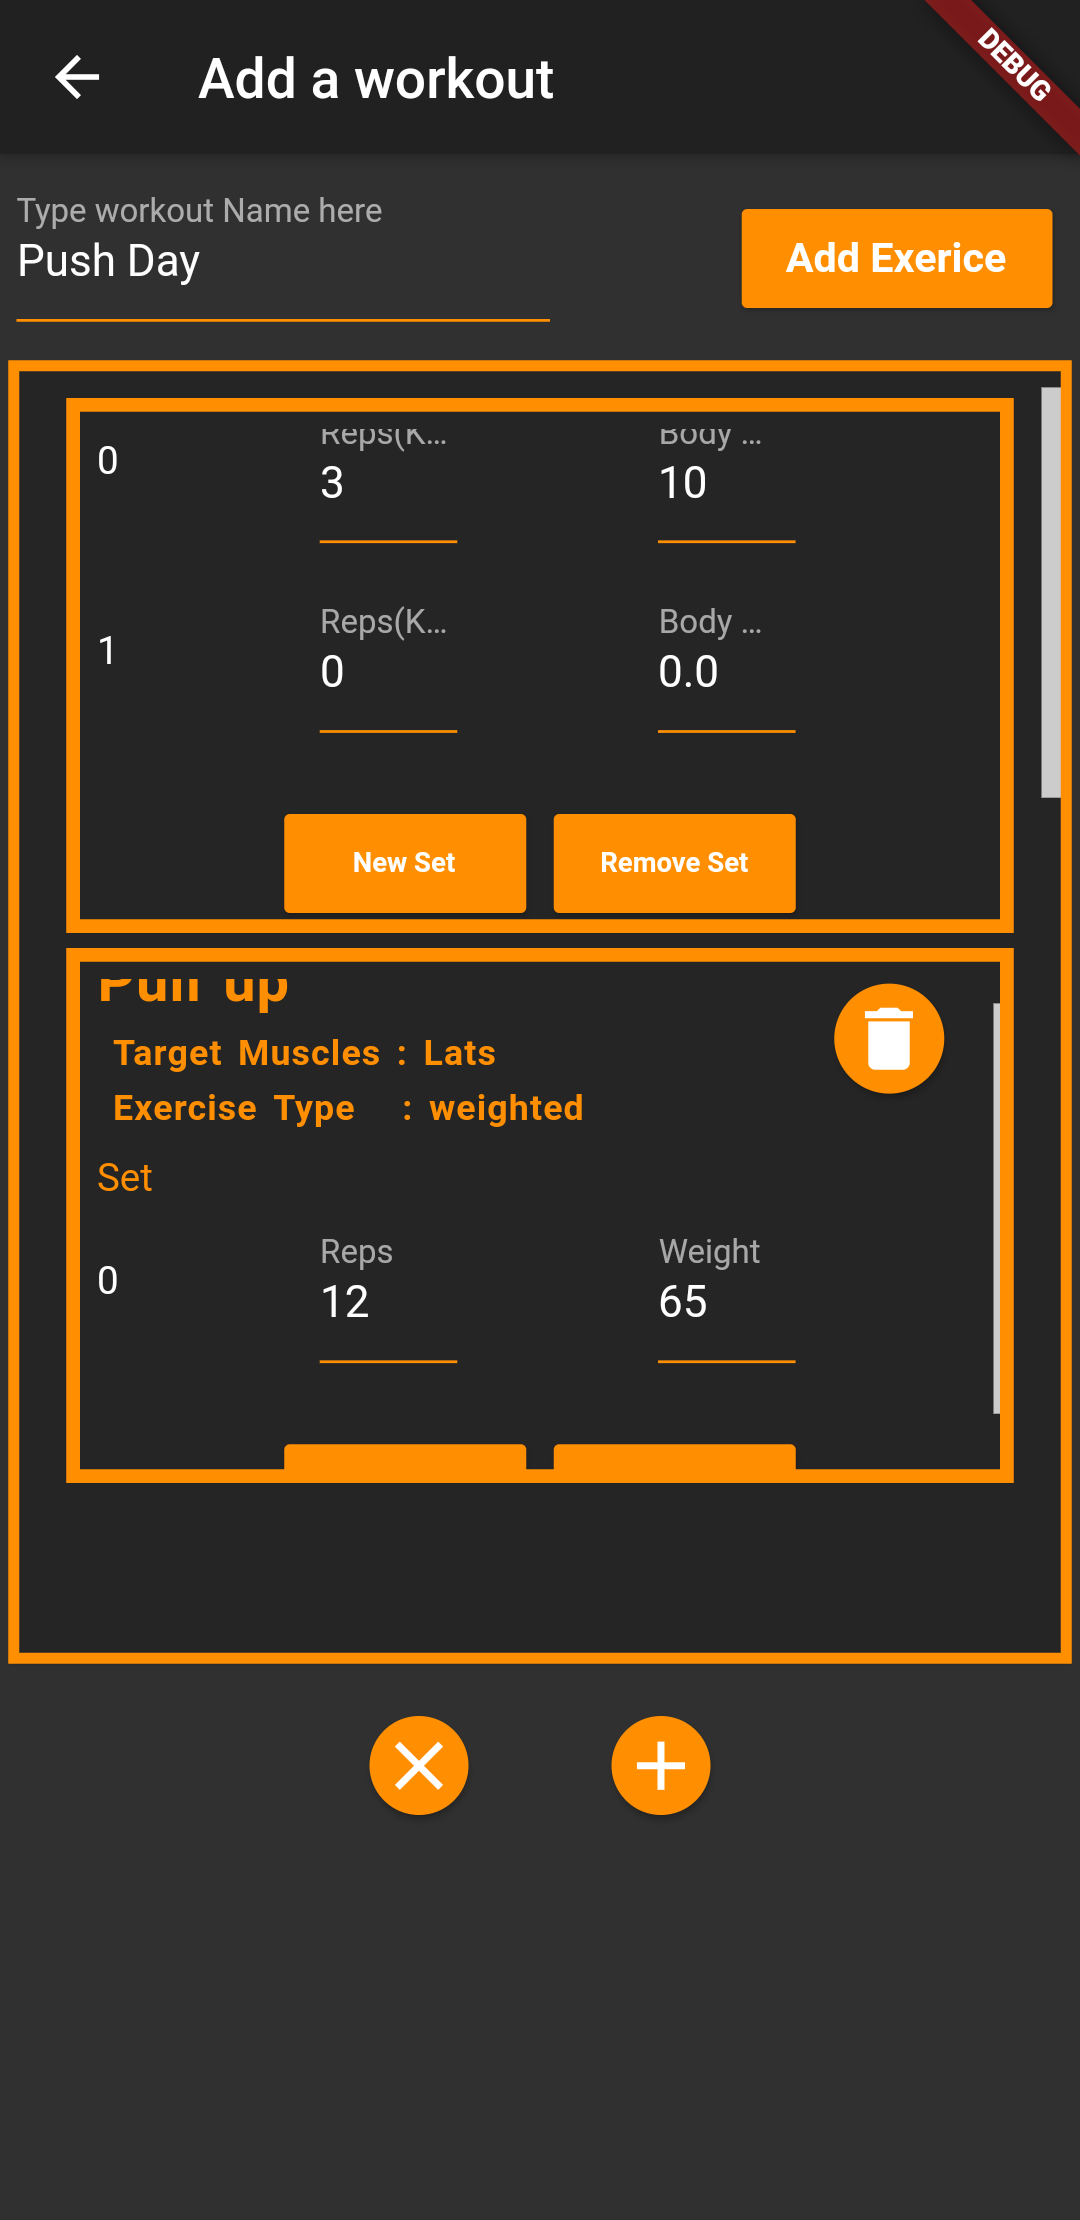 Add a workout
DEBUG
Type workout Name here
Push Day
Add Exerice
0
Reps(K...
3
Body ...
10
1
Reps(K...
0
Body ...
0.0
New Set
Remove Set
Pull up
Target Muscles : Lats
Exercise Type : weighted
Set
0
Reps
12
Weight
65